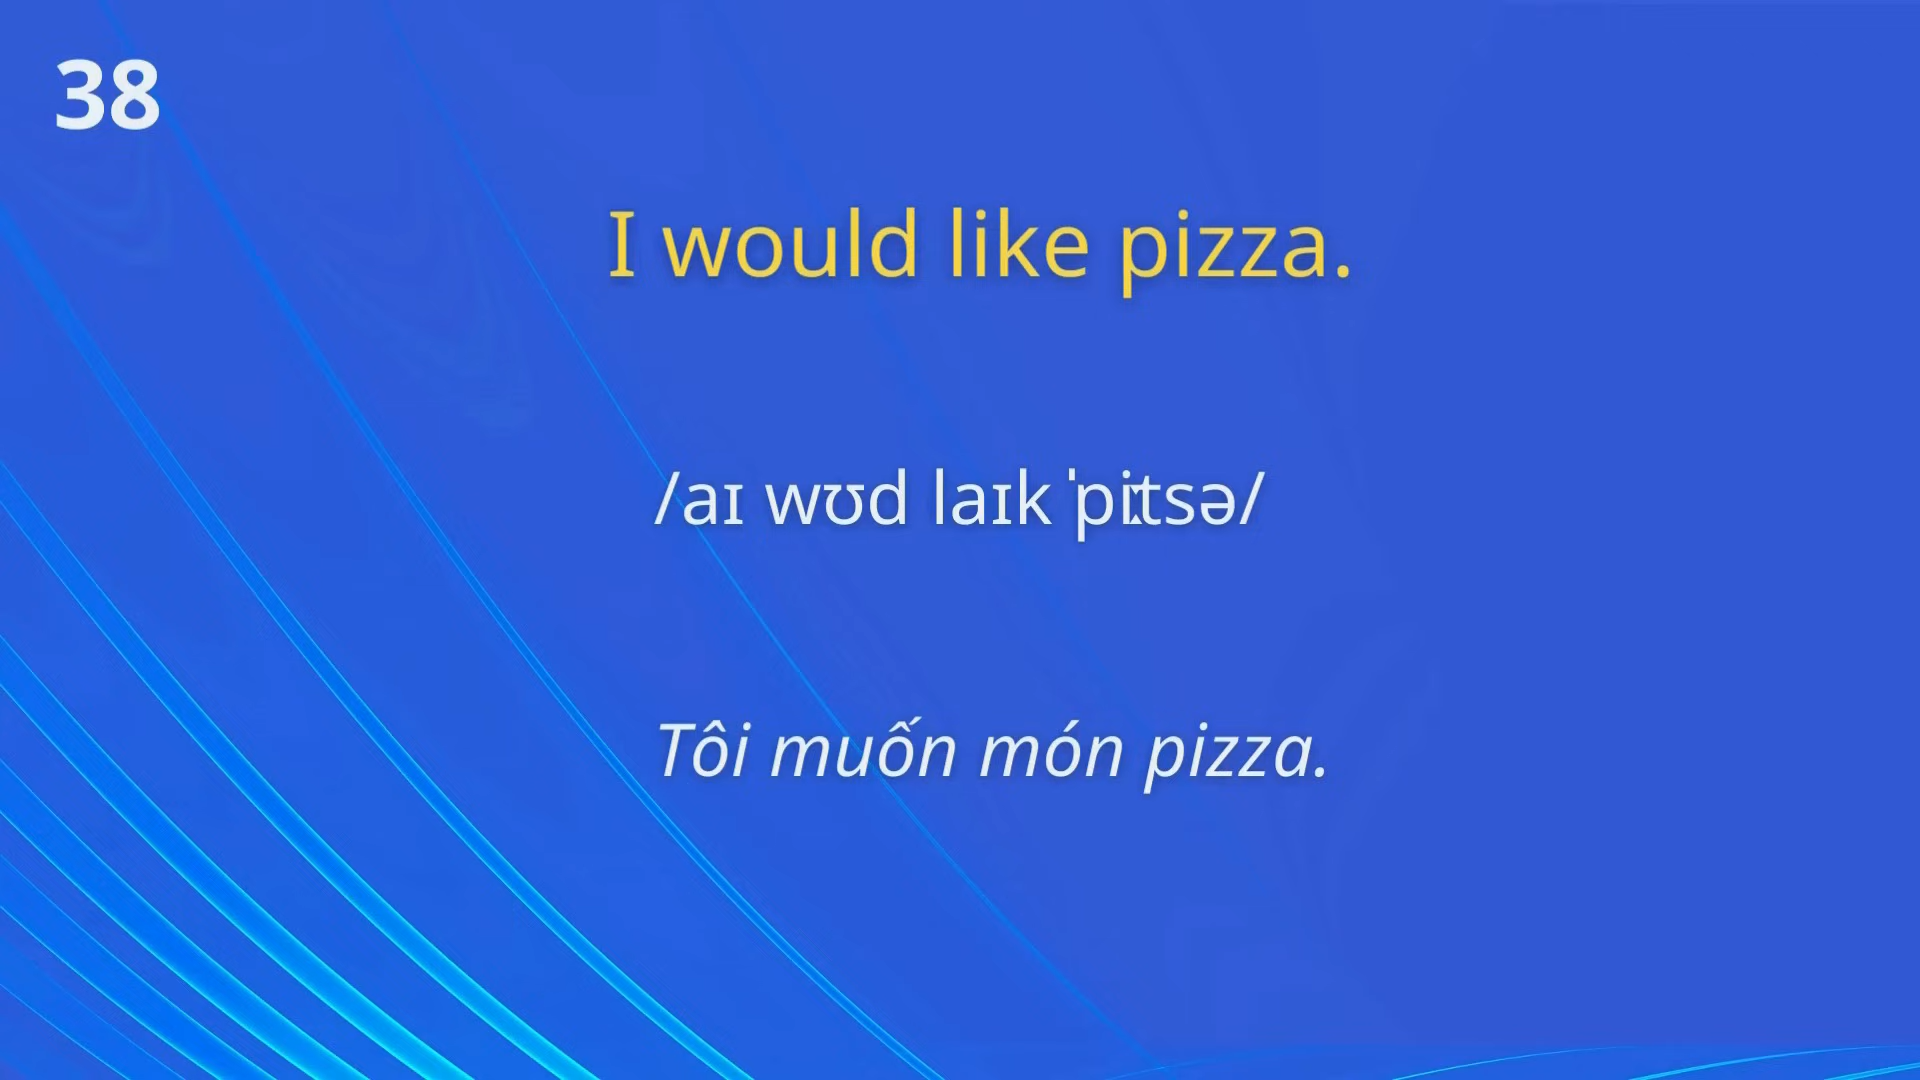 38
I would like pizza.
/aɪ wʊd laɪk ˈpiːtsə/
Tôi muốn món pizza.